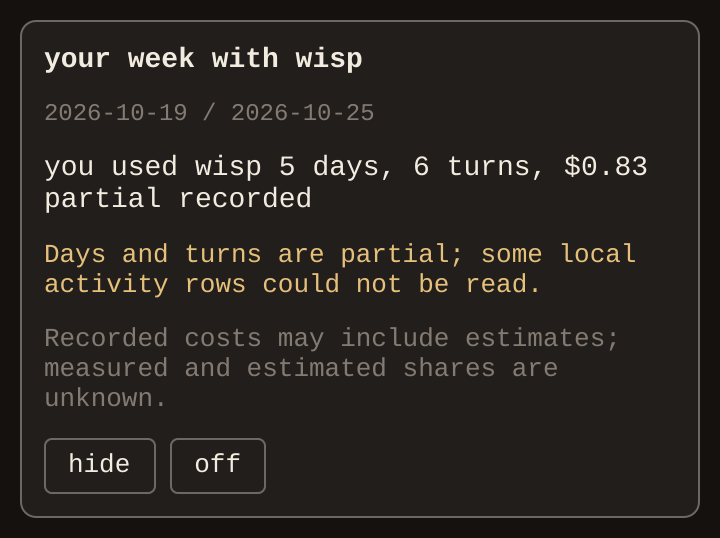 your week with wisp
2026-10-19 / 2026-10-25
you used wisp 5 days, 6 turns, $0.83
partial recorded
Days and turns are partial; some local
activity rows could not be read.
Recorded costs may include estimates;
measured and estimated shares are
unknown.
hide off